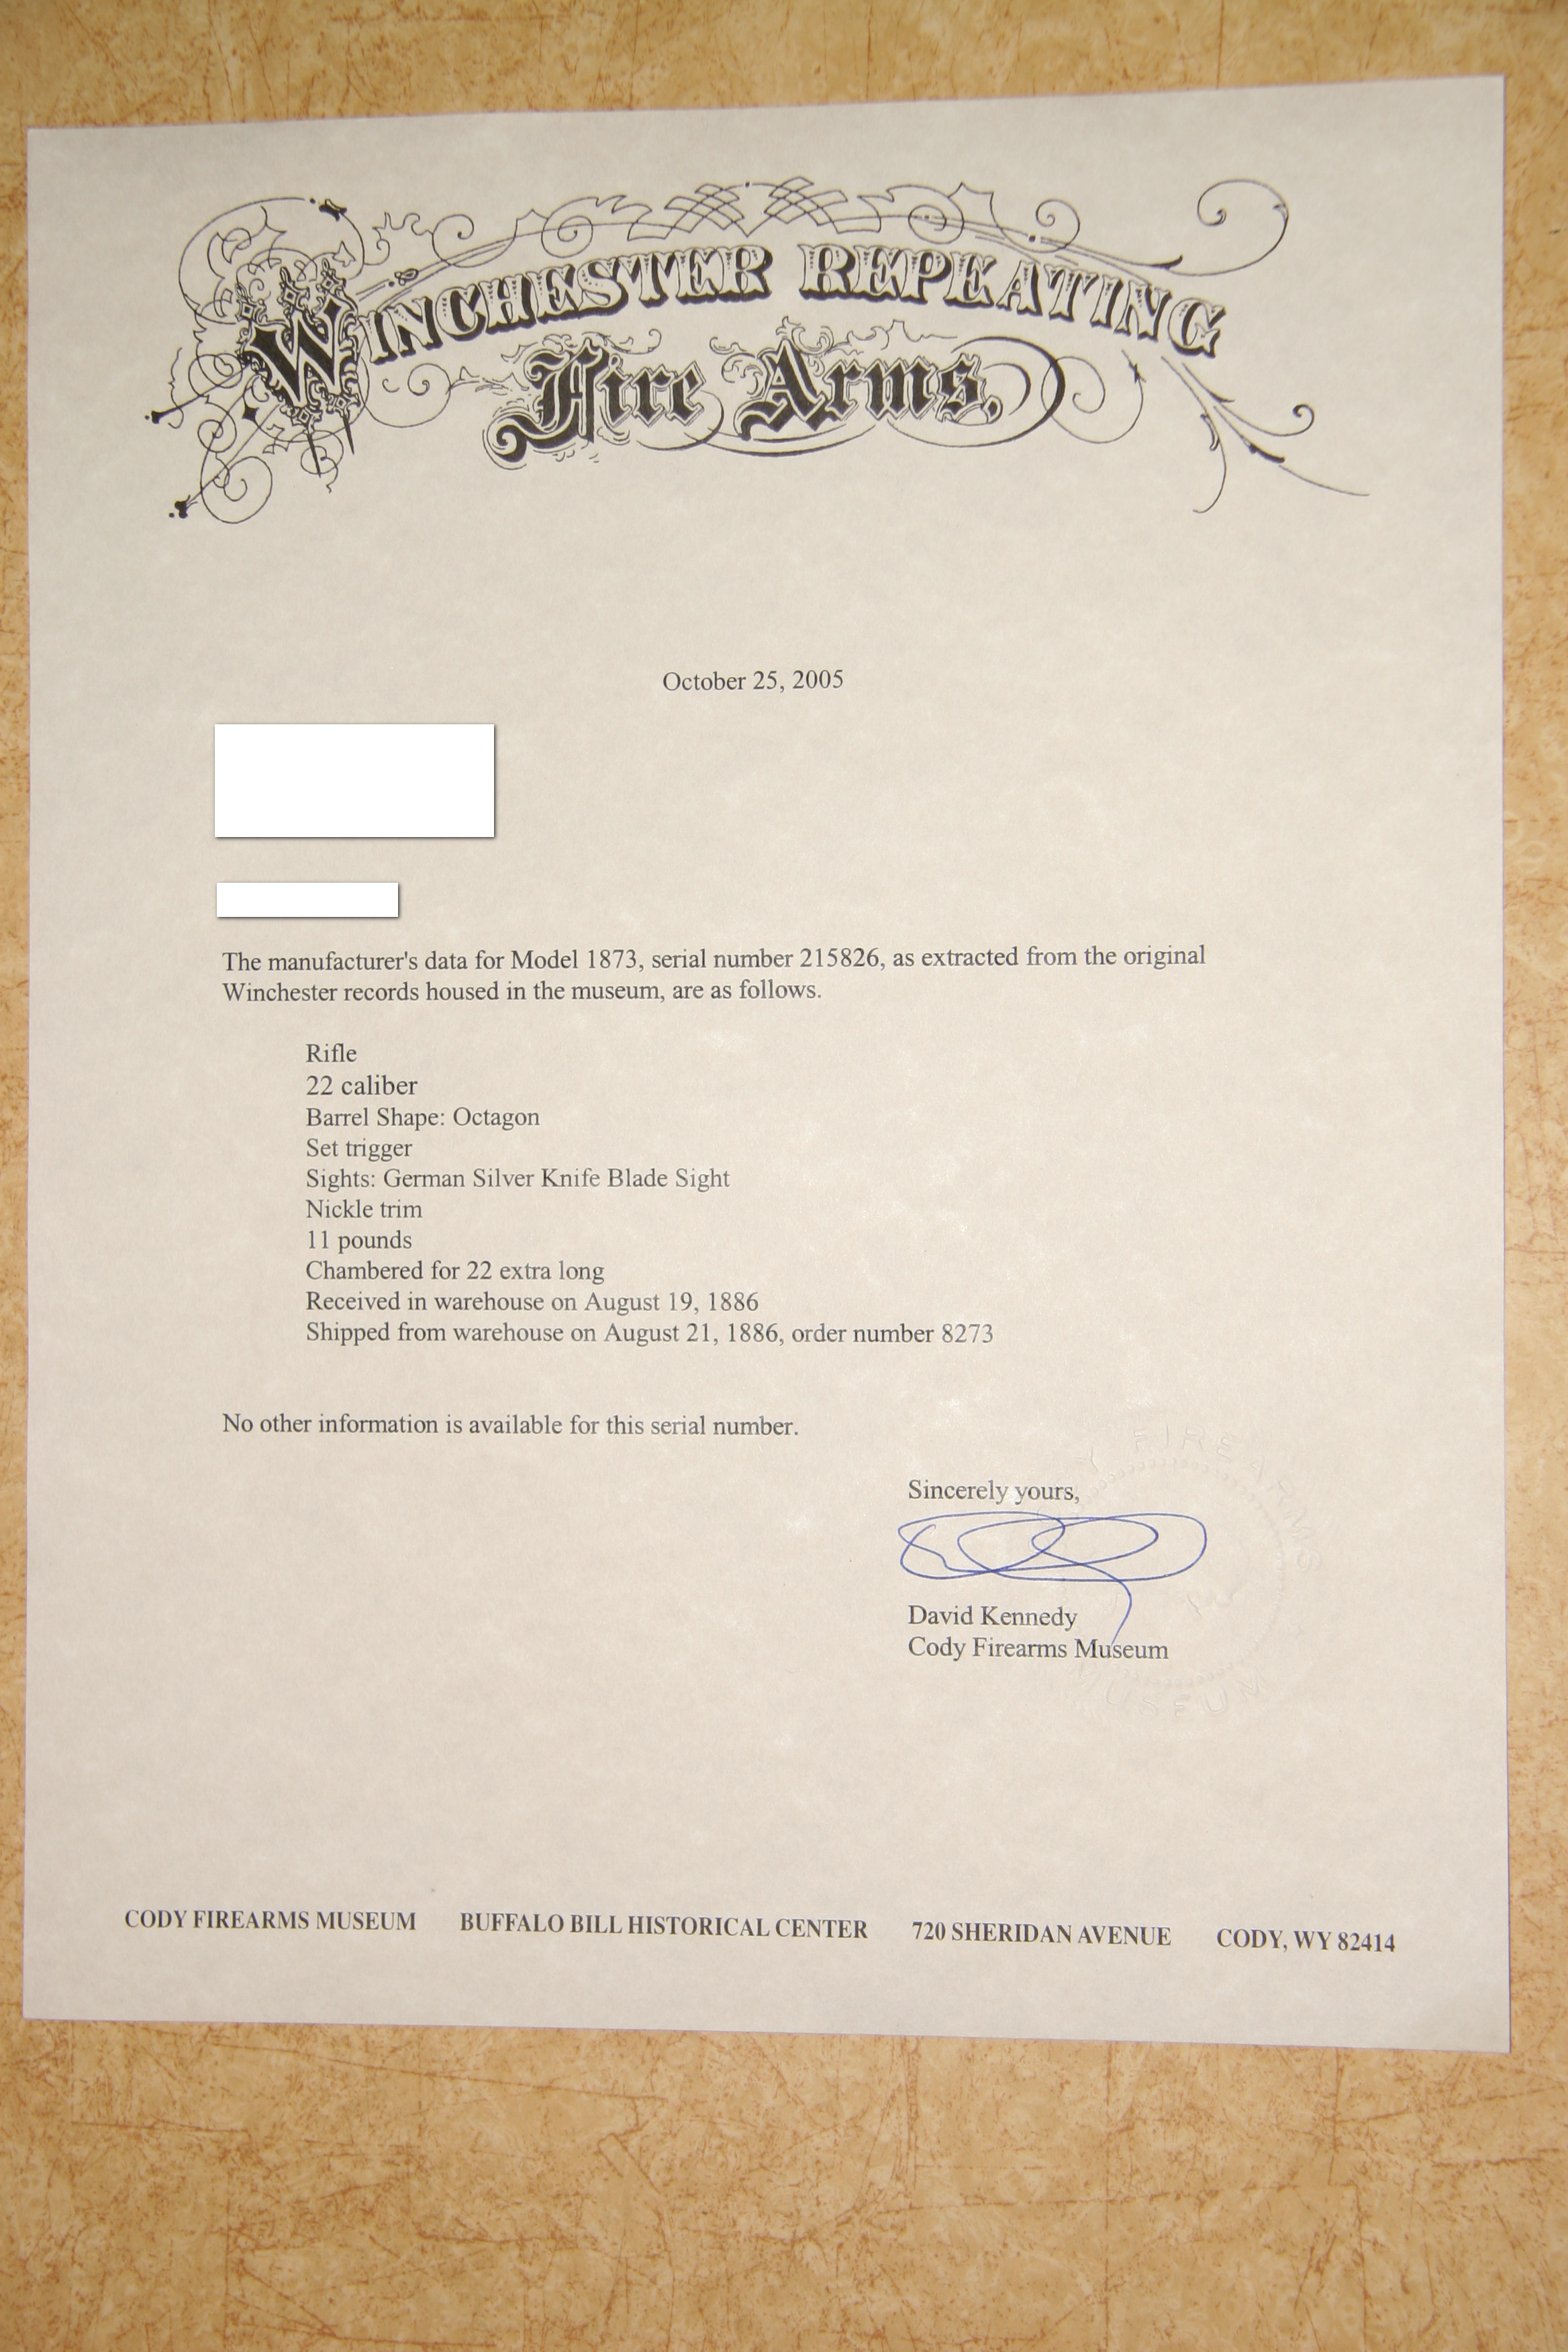 WINCHESTER REPEATING
Fire Arms,
October 25, 2005
The manufacturer's data for Model 1873, serial number 215826, as extracted from the original
Winchester records housed in the museum, are as follows.
Rifle
22 caliber
Barrel Shape: Octagon
Set trigger
Sights: German Silver Knife Blade Sight
Nickle trim
11 pounds
Chambered for 22 extra long
Received in warehouse on August 19, 1886
Shipped from warehouse on August 21, 1886, order number 8273
No other information is available for this serial number.
Sincerely yours,
David Kennedy
Cody Firearms Museum
FIREARMS
MUSEUM
CODY FIREARMS MUSEUM BUFFALO BILL HISTORICAL CENTER 720 SHERIDAN AVENUE CODY, WY 82414